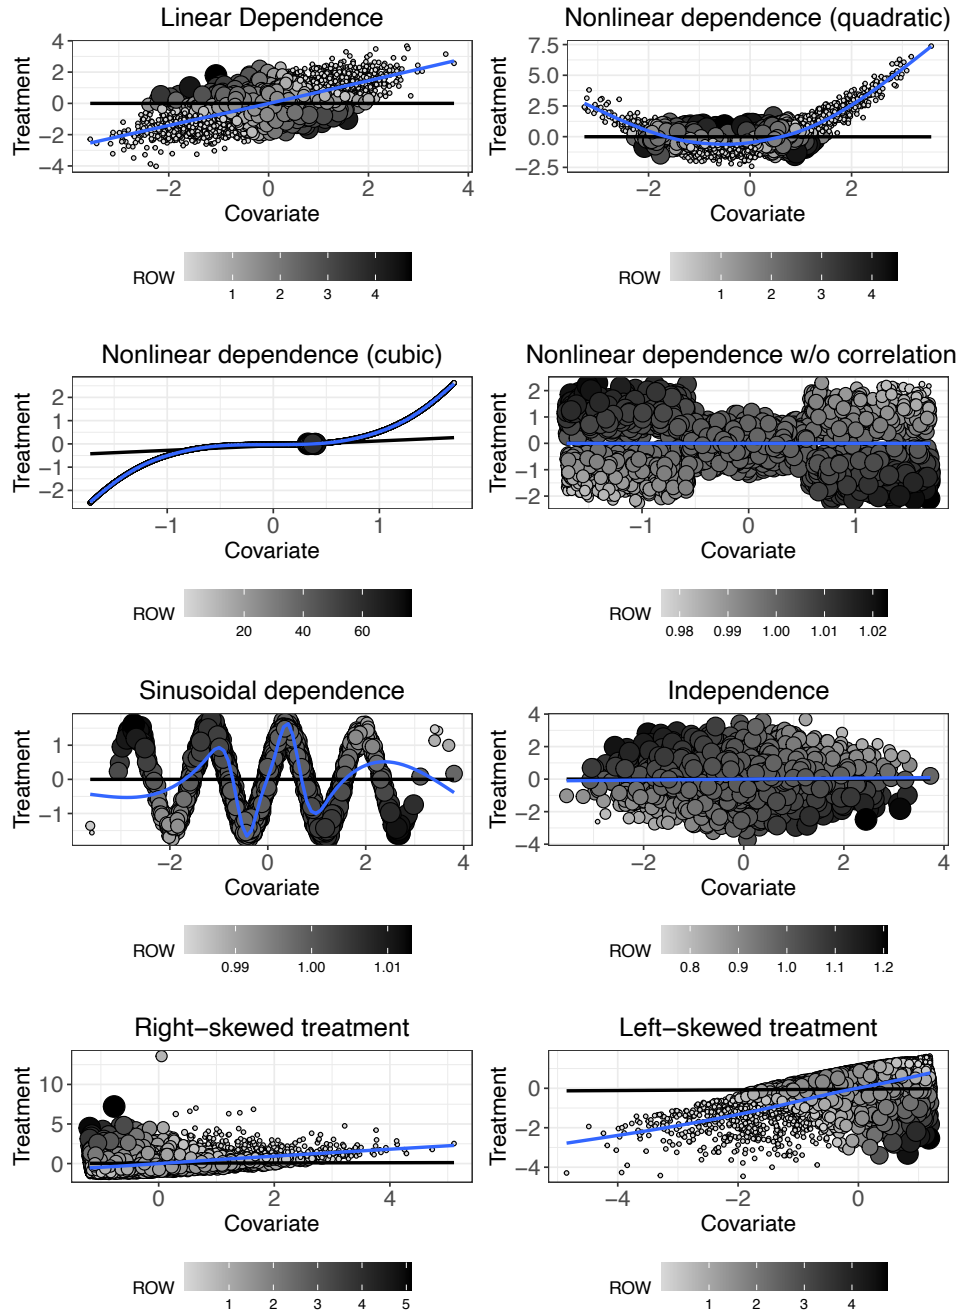 Linear Dependence
Treatment
4
2
0
−2
−4
−2 0 2 4
Covariate
ROW
1 2 3 4
Nonlinear dependence (quadratic)
Treatment
7.5
5.0
2.5
0.0
−2.5
−2 0 2
Covariate
ROW
1 2 3 4
Nonlinear dependence (cubic)
Treatment
2
1
0
−1
−2
−1 0 1
Covariate
ROW
20 40 60
Nonlinear dependence w/o correlation
Treatment
2
1
0
−1
−2
−1 0 1
Covariate
ROW
0.98 0.99 1.00 1.01 1.02
Sinusoidal dependence
Treatment
1
0
−1
−2 0 2 4
Covariate
ROW
0.99 1.00 1.01
Independence
Treatment
4
2
0
−2
−4
−2 0 2 4
Covariate
ROW
0.8 0.9 1.0 1.1 1.2
Right−skewed treatment
Treatment
10
5
0
0 2 4
Covariate
ROW
1 2 3 4 5
Left−skewed treatment
Treatment
0
−2
−4
−4 −2 0
Covariate
ROW
1 2 3 4